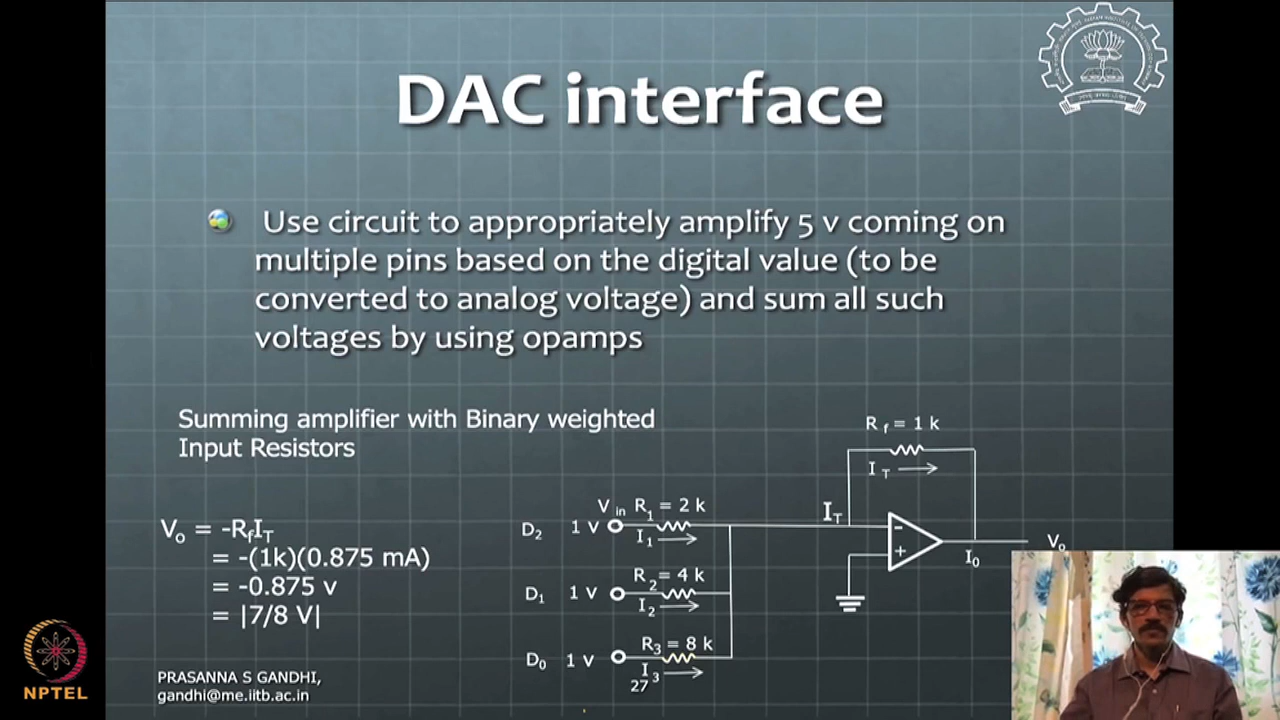 DAC interface
Use circuit to appropriately amplify 5 v coming on
multiple pins based on the digital value (to be
converted to analog voltage) and sum all such
voltages by using opamps
Summing amplifier with Binary weighted
Input Resistors
Vo = -RfIT
= -(1k)(0.875 mA)
= -0.875 v
= |7/8 V|
R f = 1 k
I T
V in R1 = 2 k
D2 1 V
I1
IT
- +
I0
Vo
R2 = 4 k
D1 1 V
I2
R3 = 8 k
D0 1 V
I3
27
PRASANNA S GANDHI,
gandhi@me.iitb.ac.in
NPTEL